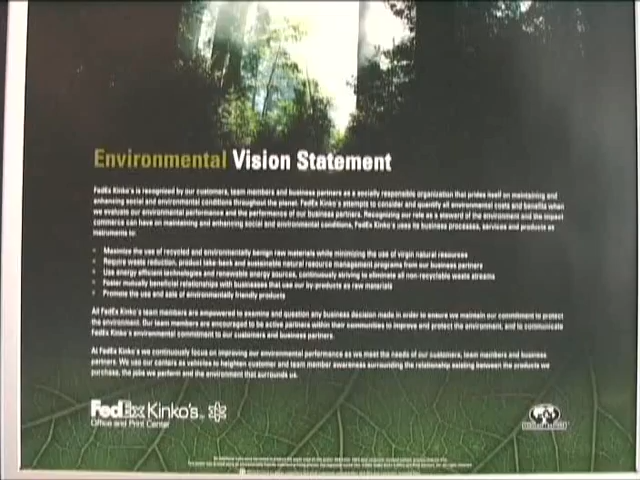 Environmental Vision Statement
FedEx Kinko's is recognized by our customers, team members and business partners as a socially responsible organization that prides itself on maintaining and
enhancing social and environmental conditions throughout the planet. FedEx Kinko's attempts to consider and quantify all environmental costs and benefits when
we evaluate our environmental performance and the performance of our business partners. Recognizing our role as a steward of the environment and the impact
commerce can have on maintaining and enhancing social and environmental conditions, FedEx Kinko's uses its business processes, services and products as
instruments to:
• Maximize the use of recycled and environmentally benign raw materials while minimizing the use of virgin natural resources
• Require waste reduction, product take-back and sustainable natural resource management programs from our business partners
• Use energy efficient technologies and renewable energy sources, continuously striving to eliminate all non-recyclable waste streams
• Foster mutually beneficial relationships with businesses that use our by-products as raw materials
• Promote the use and sale of environmentally friendly products
All FedEx Kinko's team members are empowered to examine and question any business decision made in order to ensure we maintain our commitment to protect
the environment. Our team members are encouraged to be active partners within their communities to improve and protect the environment, and to communicate
FedEx Kinko's environmental commitment to our customers and business partners.
At FedEx Kinko's we continuously focus on improving our environmental performance as we meet the needs of our customers, team members and business
partners. We use our centers as vehicles to heighten customer and team member awareness surrounding the relationship existing between the products we
purchase, the jobs we perform and the environment that surrounds us.
FedEx Kinko's
Office and Print Center